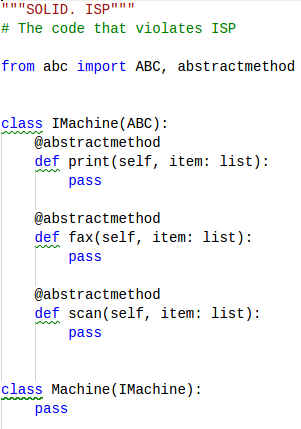 """SOLID. ISP"""
# The code that violates ISP
from abc import ABC, abstractmethod
class IMachine(ABC):
    @abstractmethod
    def print(self, item: list):
        pass
    @abstractmethod
    def fax(self, item: list):
        pass
    @abstractmethod
    def scan(self, item: list):
        pass
class Machine(IMachine):
    pass